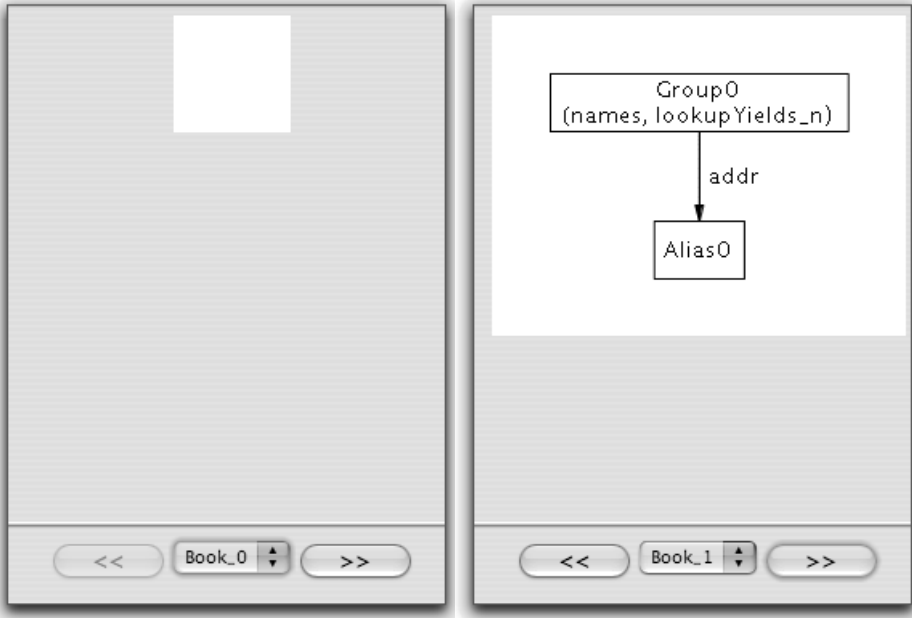 <<
Book_0
>>
Group0
(names, lookupYields_n)
addr
Alias0
<<
Book_1
>>